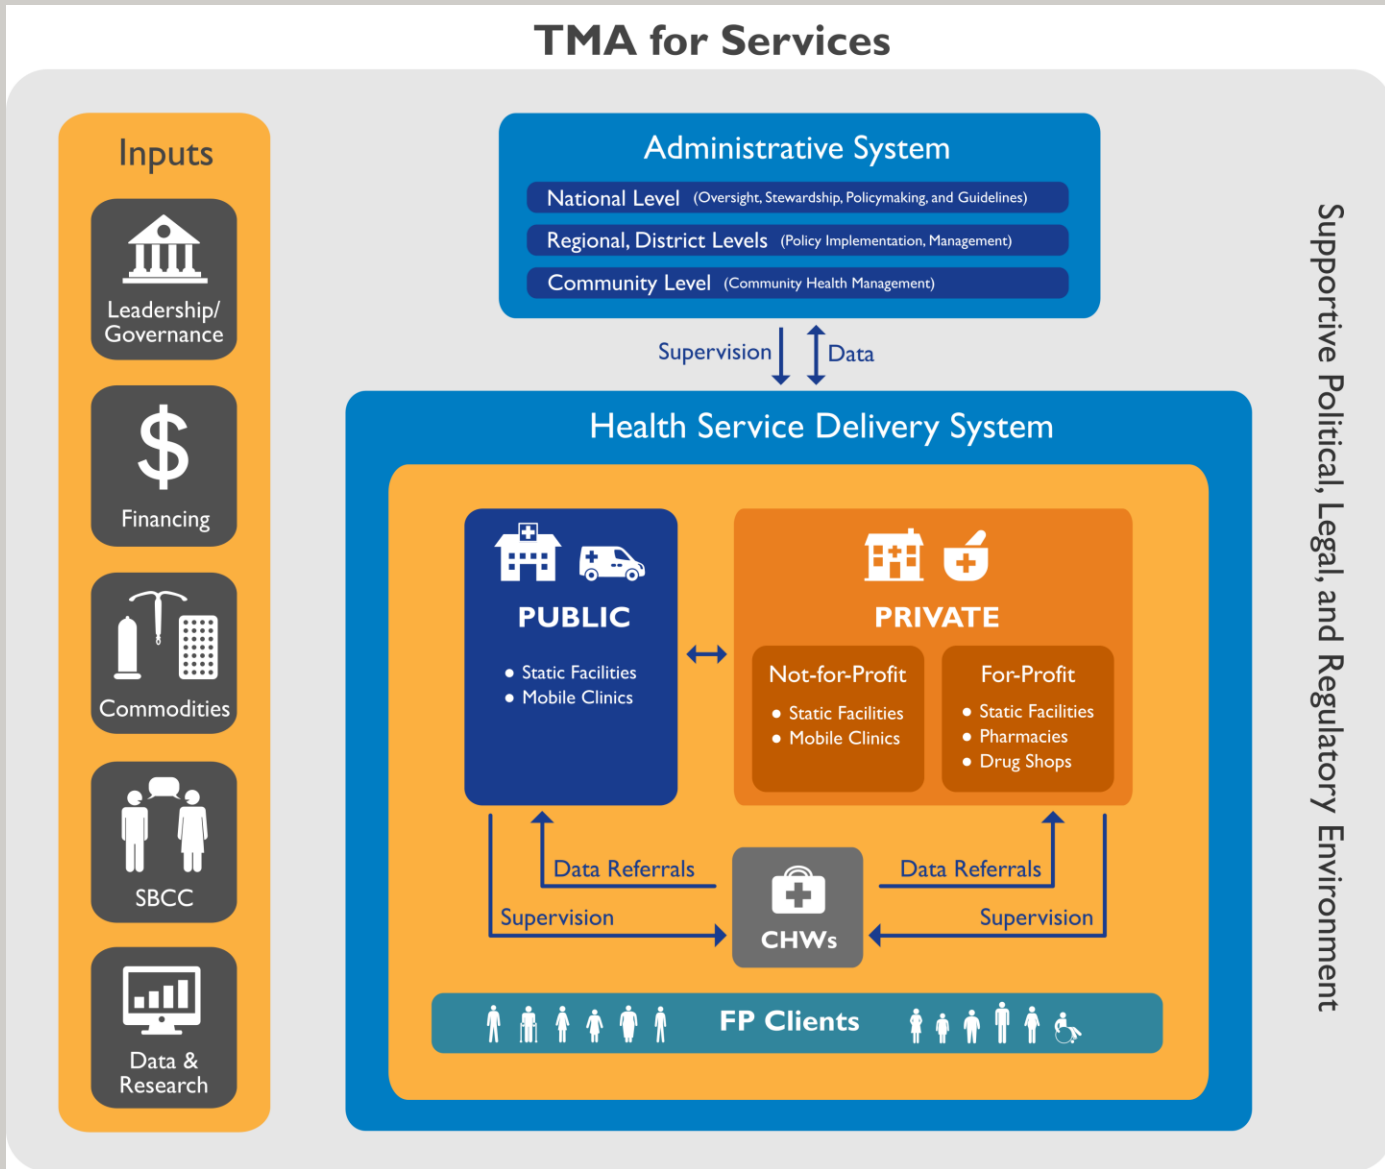 TMA for Services
Inputs
Leadership/
Governance
Financing
Commodities
SBCC
Data &
Research
Administrative System
National Level (Oversight, Stewardship, Policymaking, and Guidelines)
Regional, District Levels (Policy Implementation, Management)
Community Level (Community Health Management)
Supervision
Data
Health Service Delivery System
PUBLIC
• Static Facilities
• Mobile Clinics
PRIVATE
Not-for-Profit
• Static Facilities
• Mobile Clinics
For-Profit
• Static Facilities
• Pharmacies
• Drug Shops
Data Referrals
Supervision
CHWs
Data Referrals
Supervision
FP Clients
Supportive Political, Legal, and Regulatory Environment